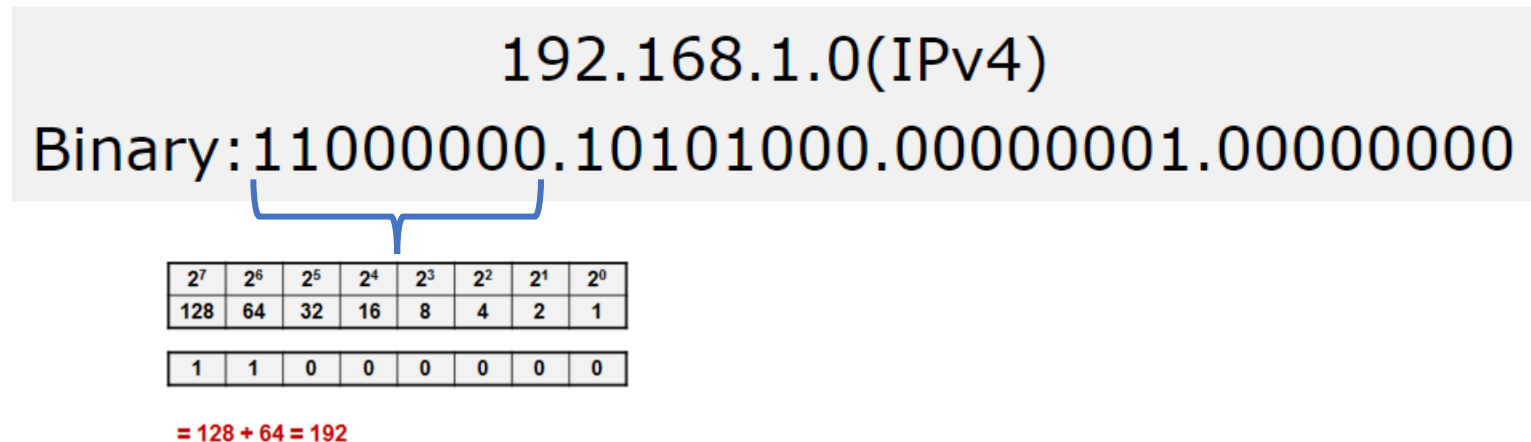 192.168.1.0(IPv4)
Binary:11000000.10101000.00000001.00000000
2⁷ 2⁶ 2⁵ 2⁴ 2³ 2² 2¹ 2⁰
128 64 32 16 8 4 2 1
1 1 0 0 0 0 0 0
= 128 + 64 = 192